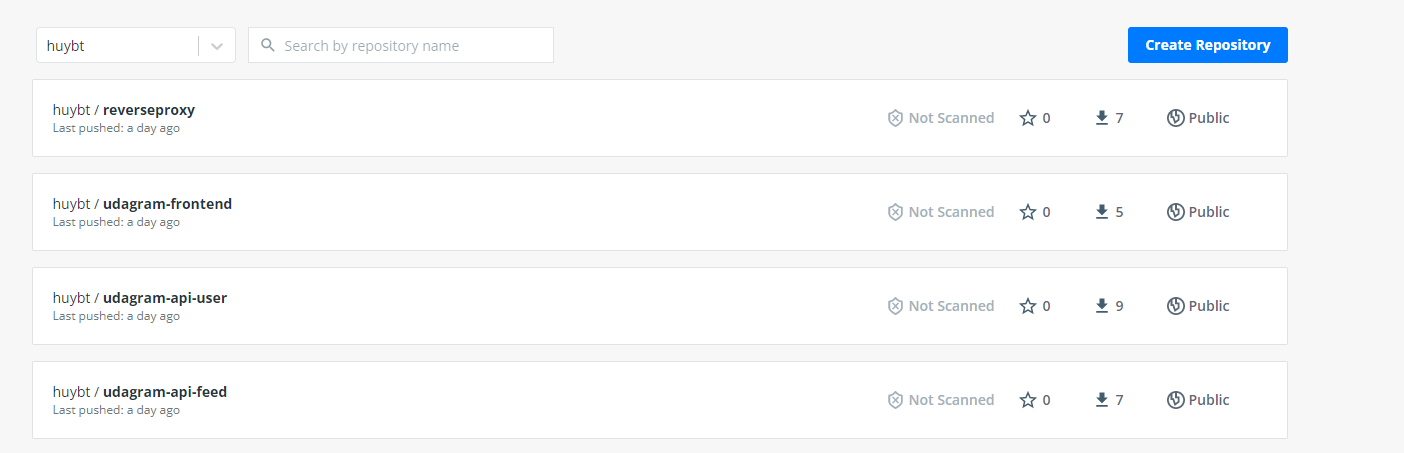 huybt
Search by repository name
Create Repository
huybt / reverseproxy
Last pushed: a day ago
Not Scanned
0
7
Public
huybt / udagram-frontend
Last pushed: a day ago
Not Scanned
0
5
Public
huybt / udagram-api-user
Last pushed: a day ago
Not Scanned
0
9
Public
huybt / udagram-api-feed
Last pushed: a day ago
Not Scanned
0
7
Public